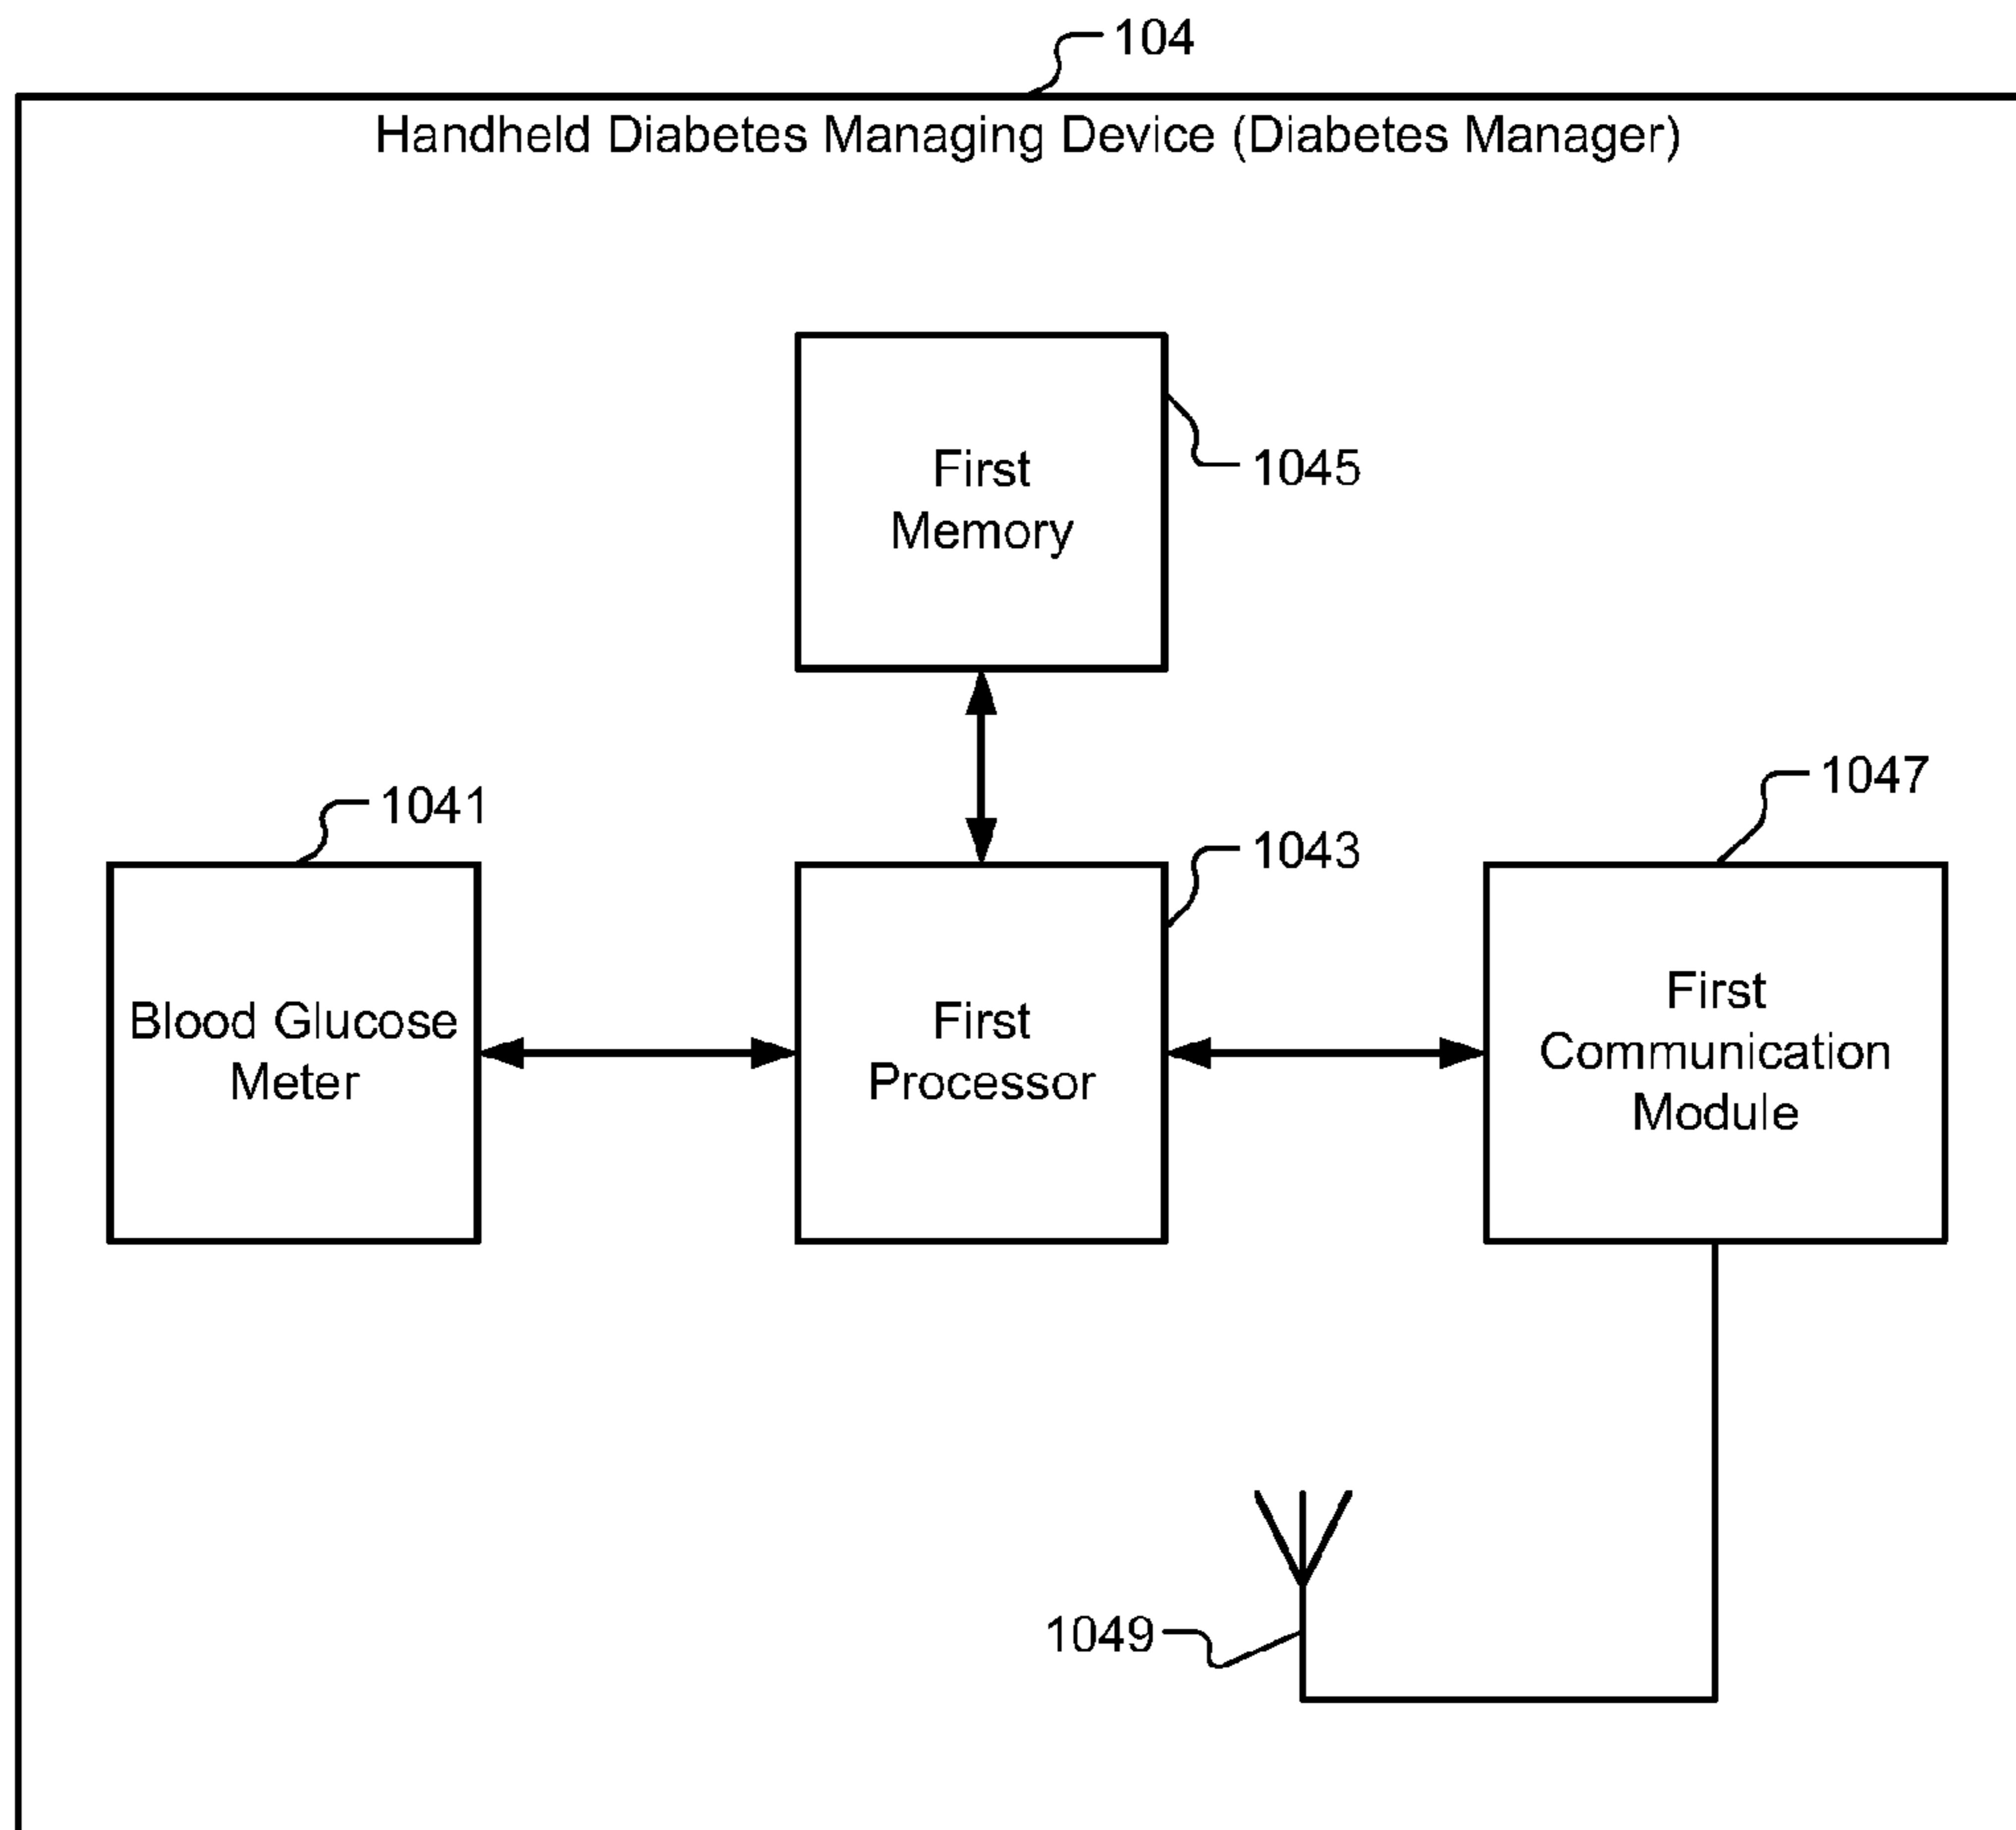 104
Handheld Diabetes Managing Device (Diabetes Manager)
First
Memory
1045
1041
1043
1047
Blood Glucose
Meter
First
Processor
First
Communication
Module
1049